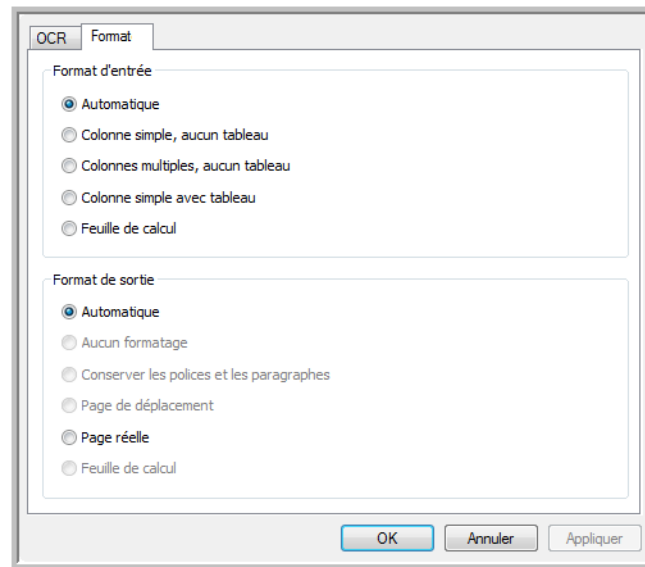 OCR
Format
Format d'entrée
Automatique
Colonne simple, aucun tableau
Colonnes multiples, aucun tableau
Colonne simple avec tableau
Feuille de calcul
Format de sortie
Automatique
Aucun formatage
Conserver les polices et les paragraphes
Page de déplacement
Page réelle
Feuille de calcul
OK
Annuler
Appliquer